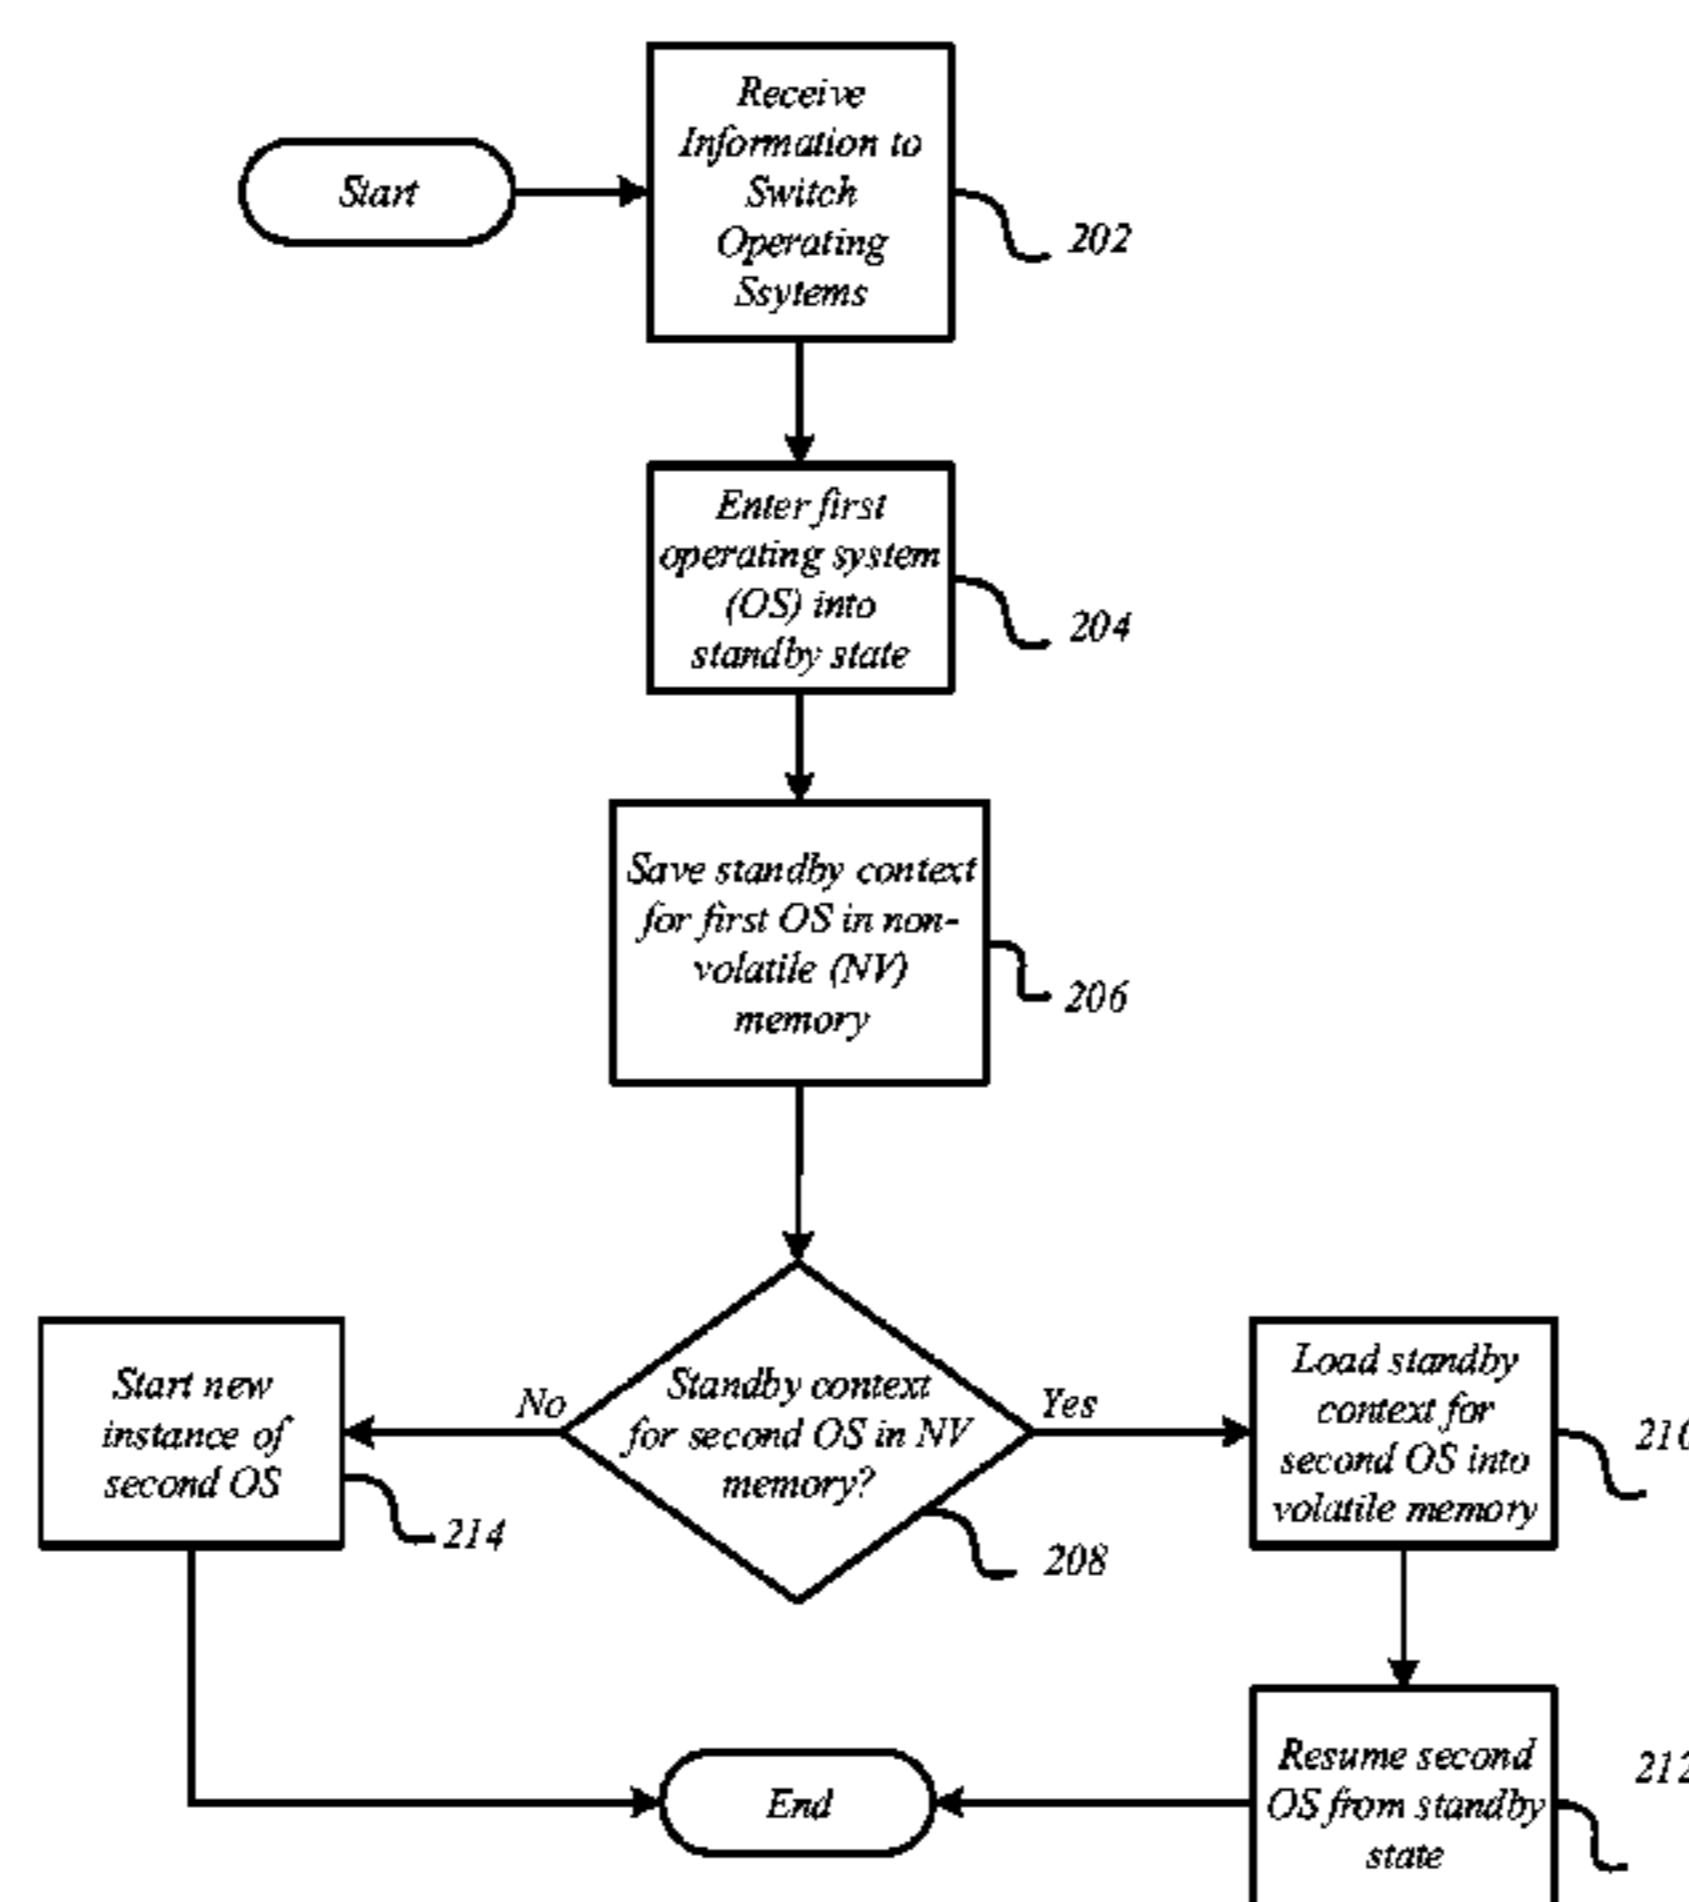 Start
Receive
Information to
Switch
Operating
Ssytems
202
Enter first
operating system
(OS) into
standby state
204
Save standby context
for first OS in non-
volatile (NV)
memory
206
Standby context
for second OS in NV
memory?
208
No
Yes
Start new
instance of
second OS
214
Load standby
context for
second OS into
volatile memory
210
Resume second
OS from standby
state
212
End